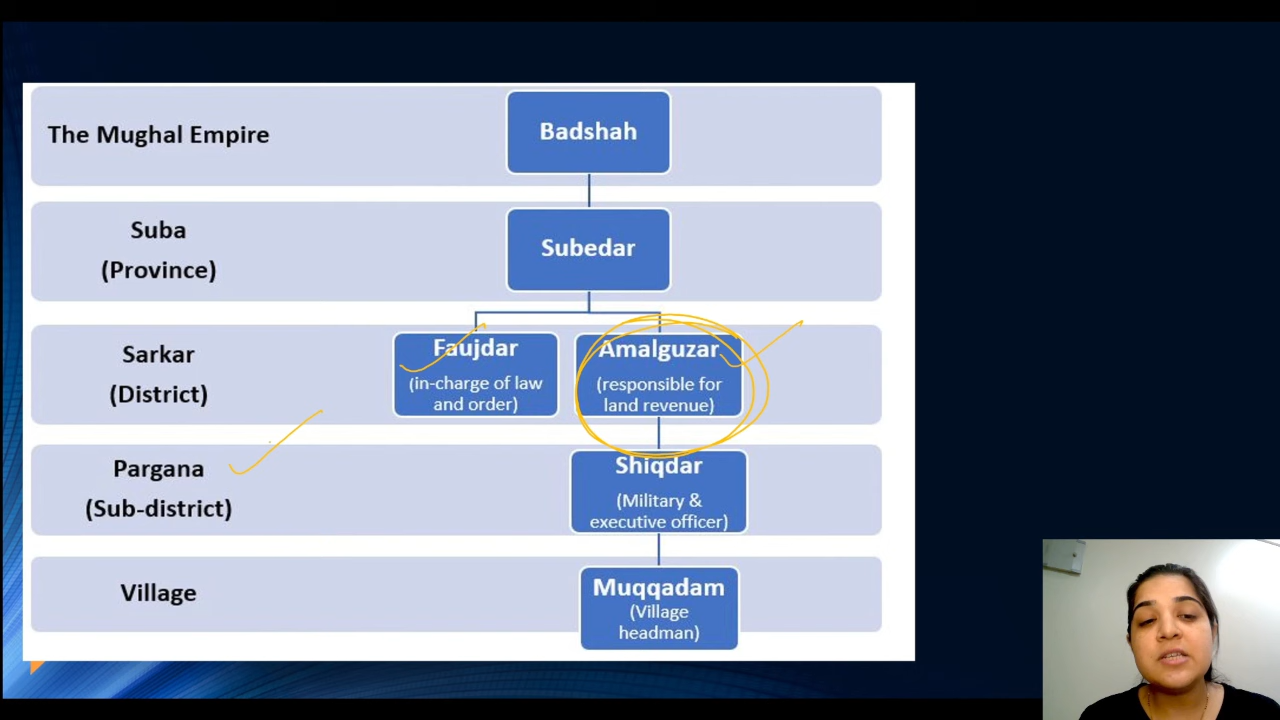 The Mughal Empire
Badshah
Suba
(Province)
Subedar
Sarkar
(District)
Faujdar
(in-charge of law
and order)
Amalguzar
(responsible for
land revenue)
Pargana
(Sub-district)
Shiqdar
(Military &
executive officer)
Village
Muqqadam
(Village
headman)